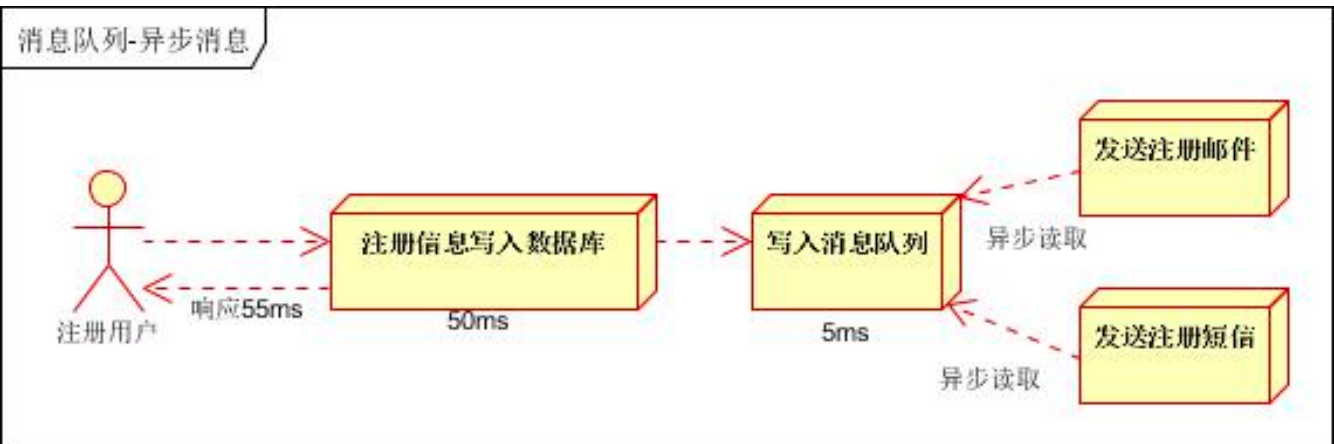 消息队列-异步消息
发送注册邮件
注册信息写入数据库
写入消息队列
异步读取
响应55ms
50ms
注册用户
5ms
发送注册短信
异步读取